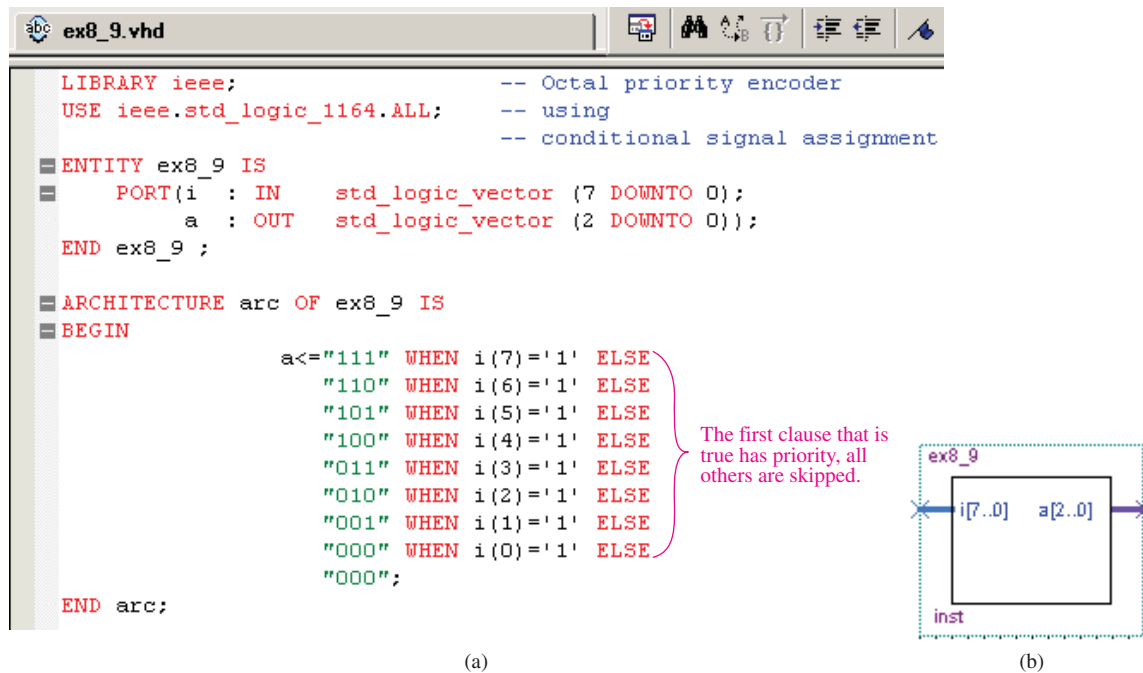 abc ex8_9.vhd
LIBRARY ieee; -- Octal priority encoder
USE ieee.std_logic_1164.ALL; -- using
-- conditional signal assignment
ENTITY ex8_9 IS
PORT(i : IN std_logic_vector (7 DOWNTO 0);
a : OUT std_logic_vector (2 DOWNTO 0));
END ex8_9 ;
ARCHITECTURE arc OF ex8_9 IS
BEGIN
a<="111" WHEN i(7)='1' ELSE
"110" WHEN i(6)='1' ELSE
"101" WHEN i(5)='1' ELSE
"100" WHEN i(4)='1' ELSE
"011" WHEN i(3)='1' ELSE
"010" WHEN i(2)='1' ELSE
"001" WHEN i(1)='1' ELSE
"000" WHEN i(0)='1' ELSE
"000";
END arc;
The first clause that is
true has priority, all
others are skipped.
ex8_9
i[7..0] a[2..0]
inst
(a) (b)